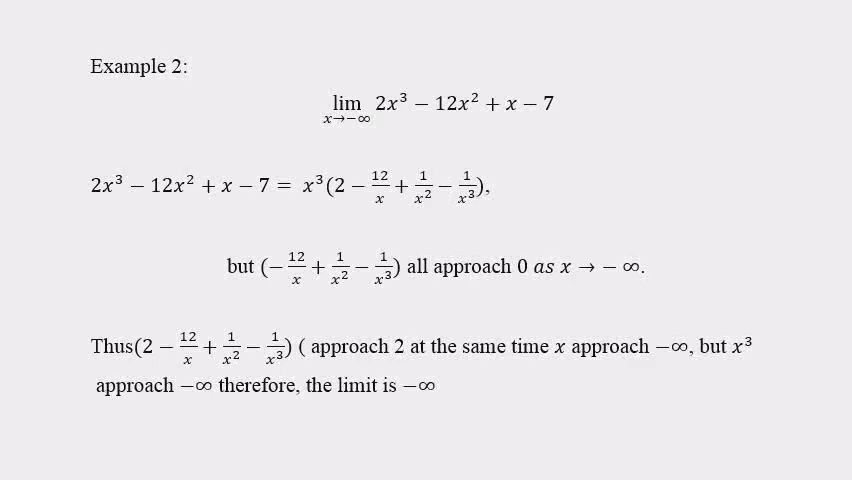 Example 2:
lim 2x³ − 12x² + x − 7
x→−∞
2x³ − 12x² + x − 7 = x³(2 − 12/x + 1/x² − 1/x³),
but (− 12/x + 1/x² − 1/x³) all approach 0 as x → − ∞.
Thus(2 − 12/x + 1/x² − 1/x³) ( approach 2 at the same time x approach −∞, but x³
approach −∞ therefore, the limit is −∞